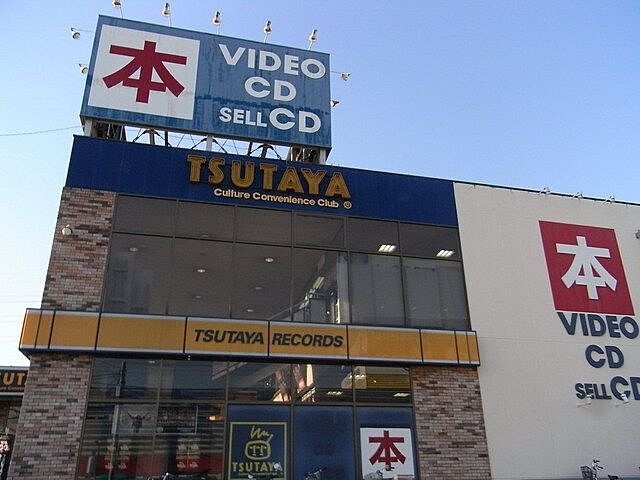 本
VIDEO
CD
SELL CD
TSUTAYA
Culture Convenience Club ®
本
VIDEO
CD
SELL CD
TSUTAYA RECORDS
TSUTAYA
本